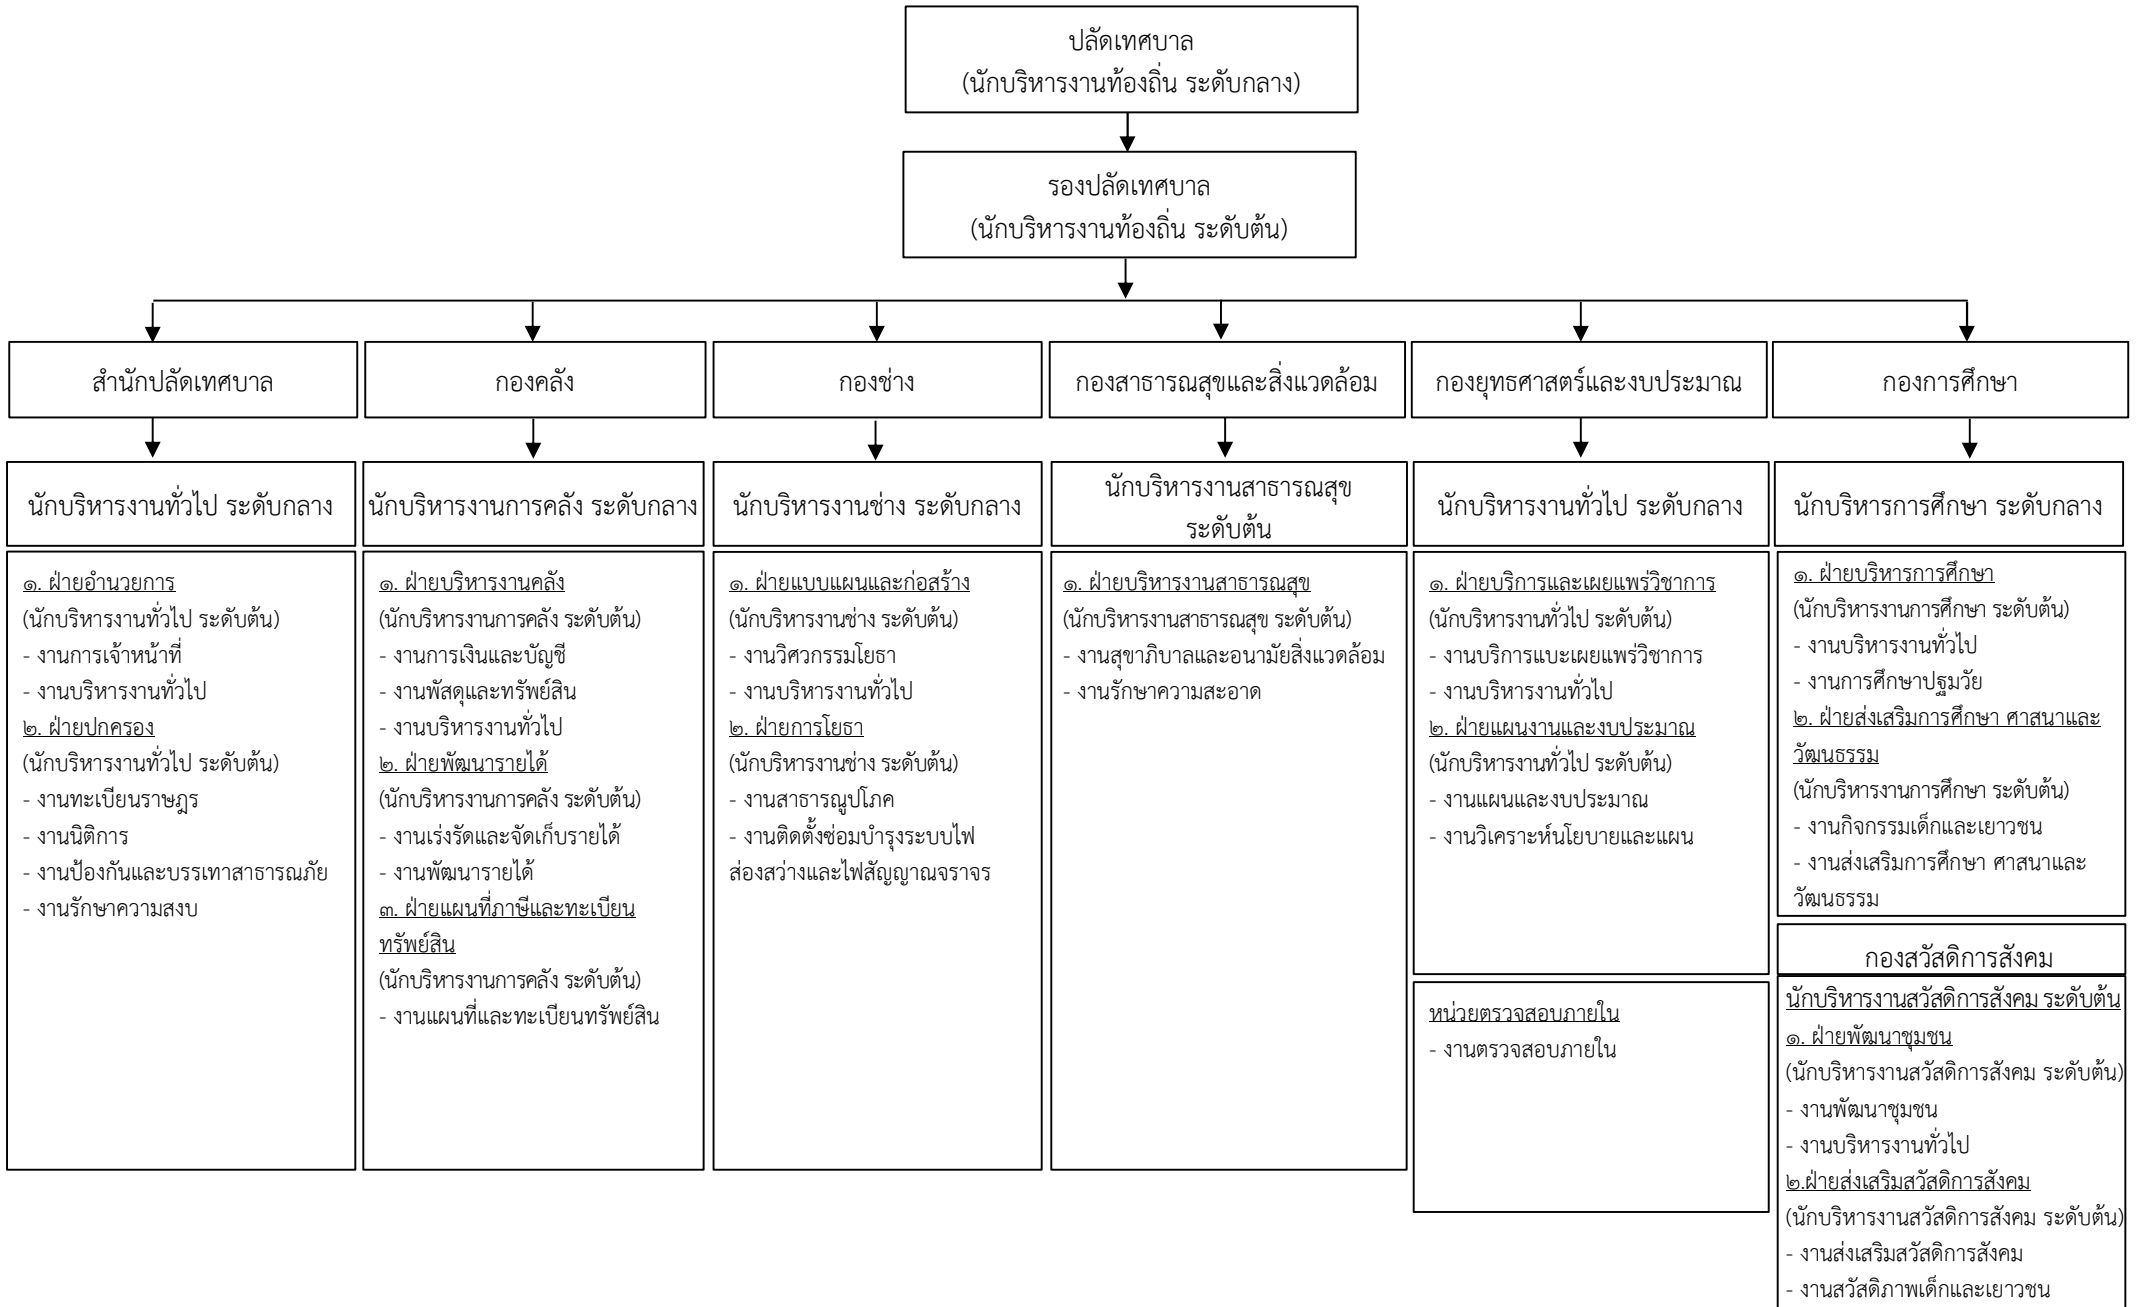 ปลัดเทศบาล
(นักบริหารงานท้องถิ่น ระดับกลาง)
รองปลัดเทศบาล
(นักบริหารงานท้องถิ่น ระดับต้น)
สำนักปลัดเทศบาล
กองคลัง
กองช่าง
กองสาธารณสุขและสิ่งแวดล้อม
กองยุทธศาสตร์และงบประมาณ
กองการศึกษา
นักบริหารงานทั่วไป ระดับกลาง
นักบริหารงานการคลัง ระดับกลาง
นักบริหารงานช่าง ระดับกลาง
นักบริหารงานสาธารณสุข
ระดับต้น
นักบริหารงานทั่วไป ระดับกลาง
นักบริหารการศึกษา ระดับกลาง
๑. ฝ่ายอำนวยการ
(นักบริหารงานทั่วไป ระดับต้น)
- งานการเจ้าหน้าที่
- งานบริหารงานทั่วไป
๒. ฝ่ายปกครอง
(นักบริหารงานทั่วไป ระดับต้น)
- งานทะเบียนราษฎร
- งานนิติการ
- งานป้องกันและบรรเทาสาธารณภัย
- งานรักษาความสงบ
๑. ฝ่ายบริหารงานคลัง
(นักบริหารงานการคลัง ระดับต้น)
- งานการเงินและบัญชี
- งานพัสดุและทรัพย์สิน
- งานบริหารงานทั่วไป
๒. ฝ่ายพัฒนารายได้
(นักบริหารงานการคลัง ระดับต้น)
- งานเร่งรัดและจัดเก็บรายได้
- งานพัฒนารายได้
๓. ฝ่ายแผนที่ภาษีและทะเบียน
ทรัพย์สิน
(นักบริหารงานการคลัง ระดับต้น)
- งานแผนที่และทะเบียนทรัพย์สิน
๑. ฝ่ายแบบแผนและก่อสร้าง
(นักบริหารงานช่าง ระดับต้น)
- งานวิศวกรรมโยธา
- งานบริหารงานทั่วไป
๒. ฝ่ายการโยธา
(นักบริหารงานช่าง ระดับต้น)
- งานสาธารณูปโภค
- งานติดตั้งซ่อมบำรุงระบบไฟ
ส่องสว่างและไฟสัญญาณจราจร
๑. ฝ่ายบริหารงานสาธารณสุข
(นักบริหารงานสาธารณสุข ระดับต้น)
- งานสุขาภิบาลและอนามัยสิ่งแวดล้อม
- งานรักษาความสะอาด
๑. ฝ่ายบริการและเผยแพร่วิชาการ
(นักบริหารงานทั่วไป ระดับต้น)
- งานบริการแบะเผยแพร่วิชาการ
- งานบริหารงานทั่วไป
๒. ฝ่ายแผนงานและงบประมาณ
(นักบริหารงานทั่วไป ระดับต้น)
- งานแผนและงบประมาณ
- งานวิเคราะห์นโยบายและแผน
หน่วยตรวจสอบภายใน
- งานตรวจสอบภายใน
๑. ฝ่ายบริหารการศึกษา
(นักบริหารงานการศึกษา ระดับต้น)
- งานบริหารงานทั่วไป
- งานการศึกษาปฐมวัย
๒. ฝ่ายส่งเสริมการศึกษา ศาสนาและ
วัฒนธรรม
(นักบริหารงานการศึกษา ระดับต้น)
- งานกิจกรรมเด็กและเยาวชน
- งานส่งเสริมการศึกษา ศาสนาและ
วัฒนธรรม
กองสวัสดิการสังคม
นักบริหารงานสวัสดิการสังคม ระดับต้น
๑. ฝ่ายพัฒนาชุมชน
(นักบริหารงานสวัสดิการสังคม ระดับต้น)
- งานพัฒนาชุมชน
- งานบริหารงานทั่วไป
๒.ฝ่ายส่งเสริมสวัสดิการสังคม
(นักบริหารงานสวัสดิการสังคม ระดับต้น)
- งานส่งเสริมสวัสดิการสังคม
- งานสวัสดิภาพเด็กและเยาวชน